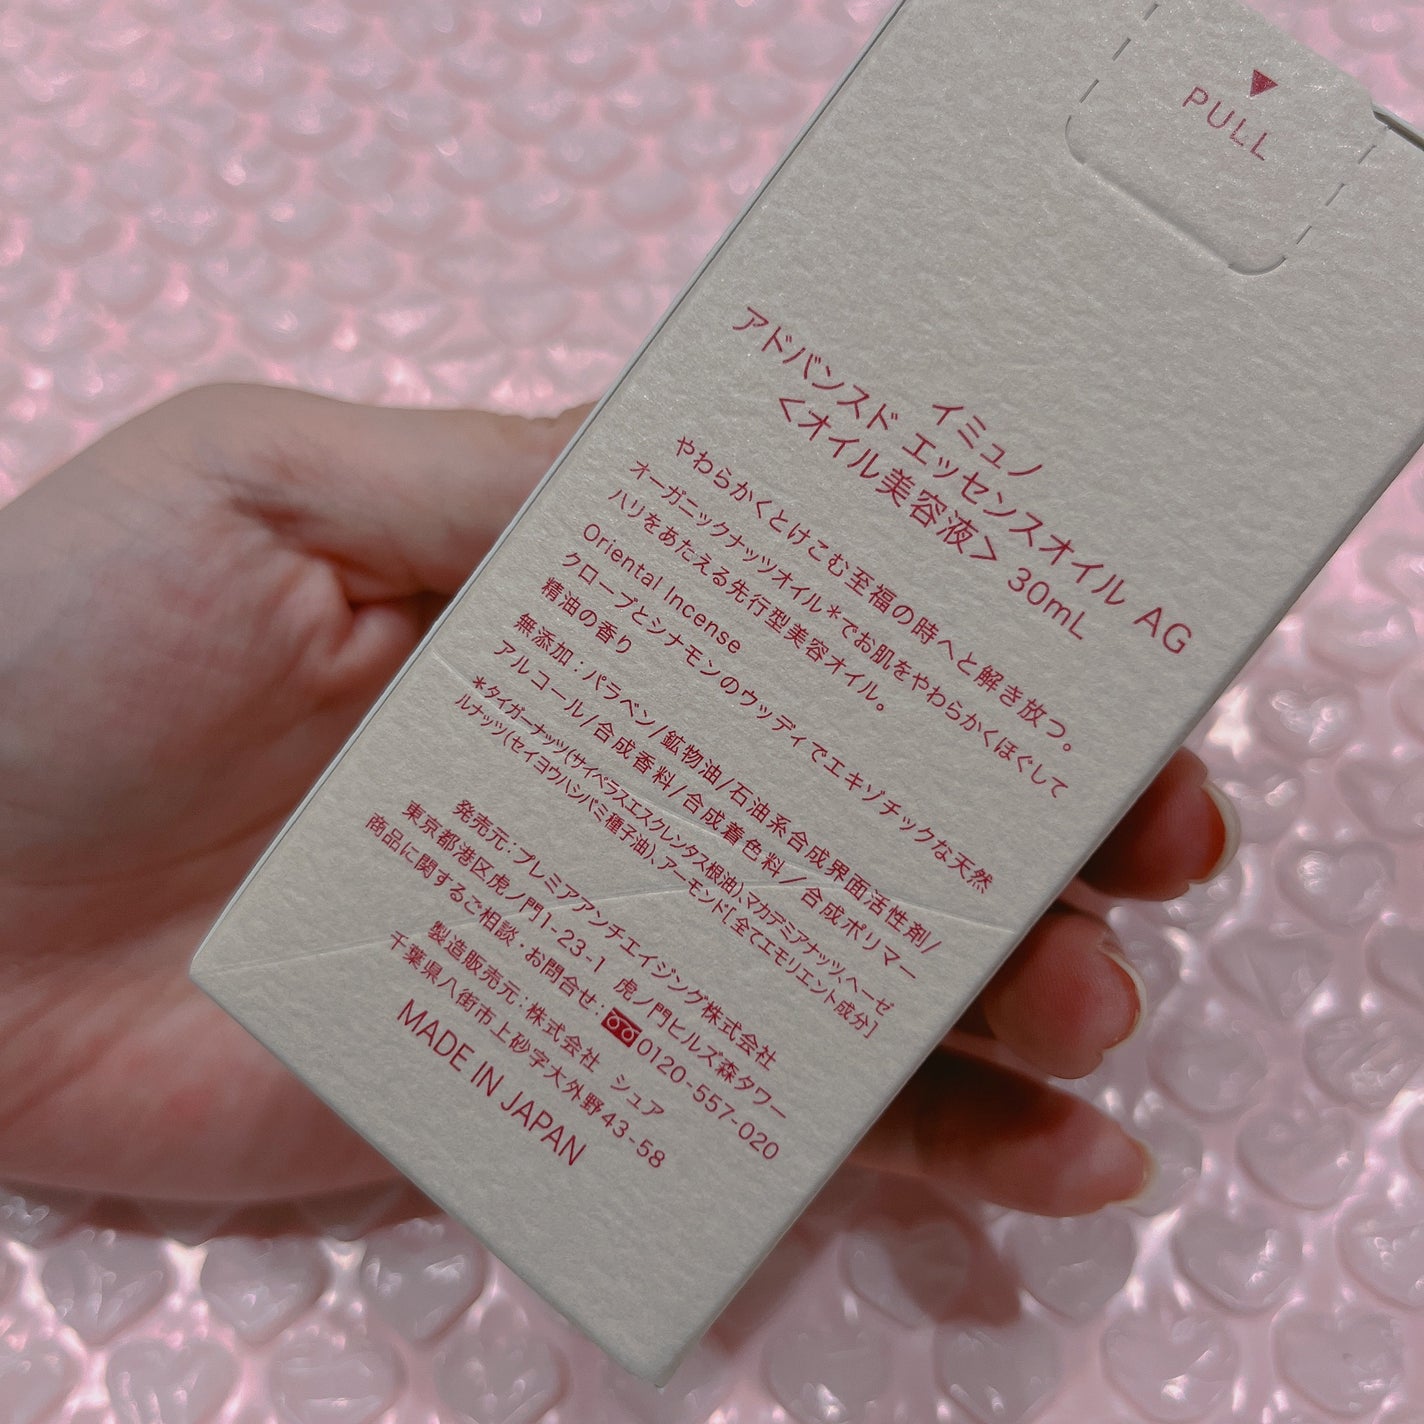 PULL
イミュノ
アドバンスド エッセンスオイル AG
<オイル美容液> 30mL
やわらかくとけこむ至福の時へと解き放つ。
オーガニックナッツオイル*でお肌をやわらかくほぐして
ハリをあたえる先行型美容オイル。
Oriental Incense
クローブとシナモンのウッディでエキゾチックな天然
精油の香り
無添加:パラベン/鉱物油/石油系合成界面活性剤/
アルコール/合成香料/合成着色料/合成ポリマー
*タイガーナッツ(サイペラスエスクレンタス根油)、マカデミアナッツ、ヘーゼ
ルナッツ(セイヨウハシバミ種子油)、アーモンド[全てエモリエント成分]
発売元:プレミアアンチエイジング株式会社
東京都港区虎ノ門1-23-1 虎ノ門ヒルズ森タワー
商品に関するご相談・お問合せ:0120-557-020
製造販売元:株式会社 シュア
千葉県八街市上砂字大外野43-58
MADE IN JAPAN